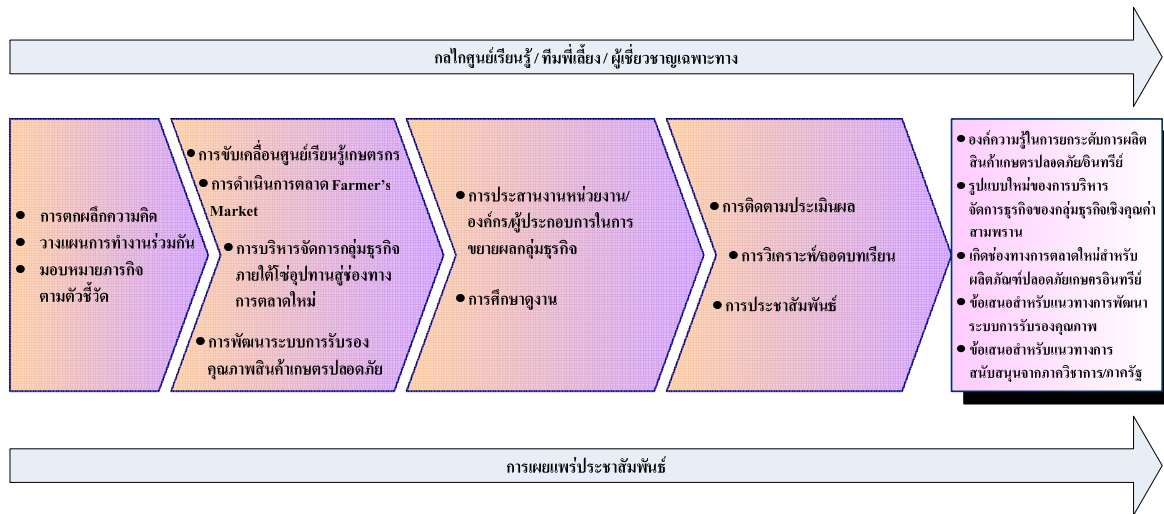 กลไกศูนย์เรียนรู้ / ทีมพี่เลี้ยง / ผู้เชี่ยวชาญเฉพาะทาง
● การตกผลึกความคิด
● วางแผนการทำงานร่วมกัน
● มอบหมายภารกิจ
ตามตัวชี้วัด
● การขับเคลื่อนศูนย์เรียนรู้เกษตรกร
● การดำเนินการตลาด Farmer's
Market
● การบริหารจัดการกลุ่มธุรกิจ
ภายใต้โซ่อุปทานสู่ช่องทาง
การตลาดใหม่
● การพัฒนาระบบการรับรอง
คุณภาพสินค้าเกษตรปลอดภัย
● การประสานงานหน่วยงาน/
องค์กร/ผู้ประกอบการในการ
ขยายผลกลุ่มธุรกิจ
● การศึกษาดูงาน
● การติดตามประเมินผล
● การวิเคราะห์/ถอดบทเรียน
● การประชาสัมพันธ์
● องค์ความรู้ในการยกระดับการผลิต
สินค้าเกษตรปลอดภัย/อินทรีย์
● รูปแบบใหม่ของการบริหาร
จัดการธุรกิจของกลุ่มธุรกิจเชิงคุณค่า
สามพราน
● เกิดช่องทางการตลาดใหม่สำหรับ
ผลิตภัณฑ์ปลอดภัยเกษตรอินทรีย์
● ข้อเสนอสำหรับแนวทางการพัฒนา
ระบบการรับรองคุณภาพ
● ข้อเสนอสำหรับแนวทางการ
สนับสนุนจากภาควิชาการ/ภาครัฐ
การเผยแพร่ประชาสัมพันธ์